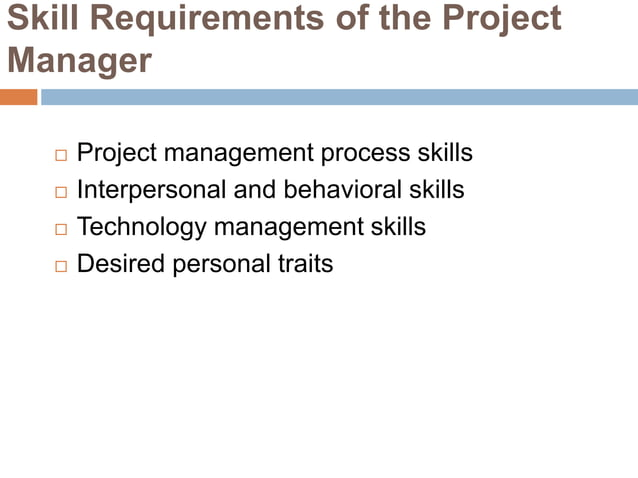 Skill Requirements of the Project
Manager
Project management process skills
Interpersonal and behavioral skills
Technology management skills
Desired personal traits